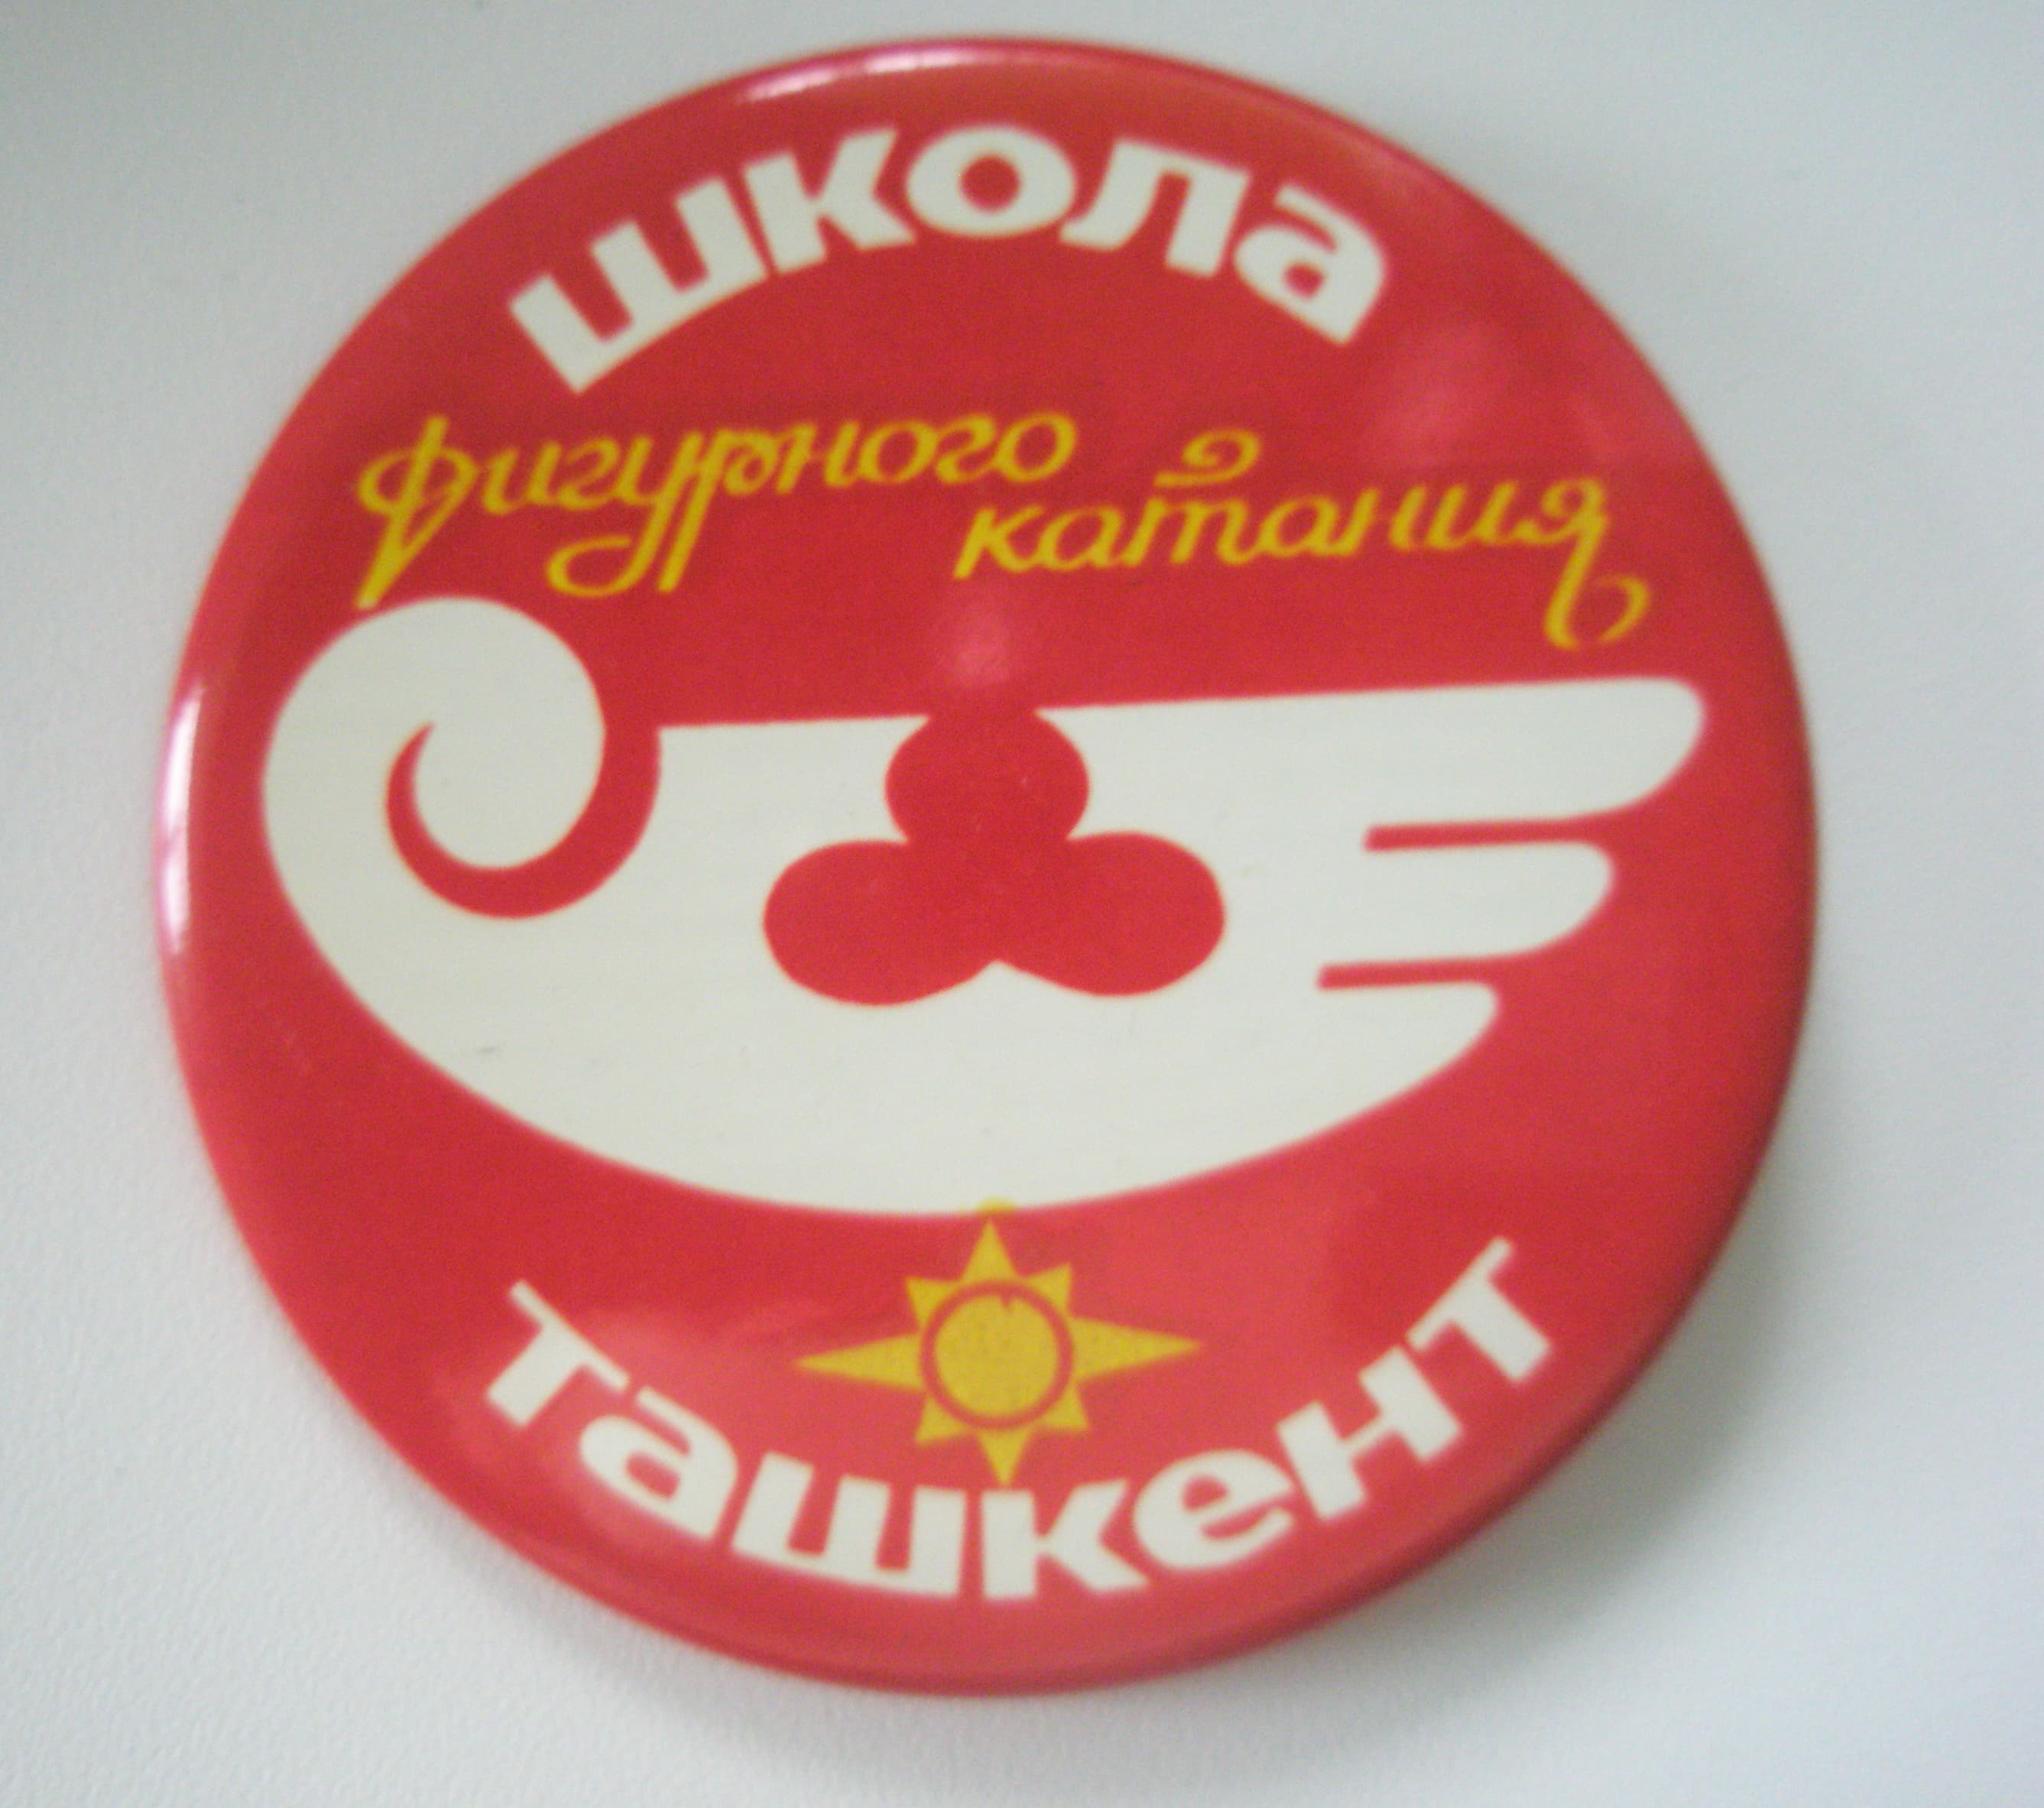 школа
фигурного
катания
Ташкент